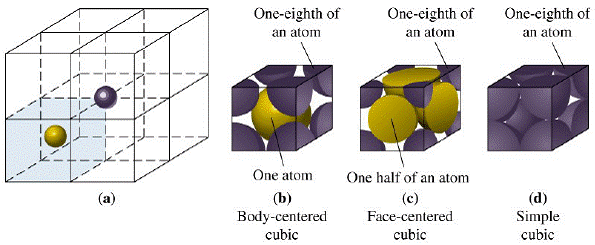 One-eighth of
an atom
One-eighth of
an atom
One-eighth of
an atom
One atom
One half of an atom
(a)
(b)
(c)
(d)
Body-centered
cubic
Face-centered
cubic
Simple
cubic